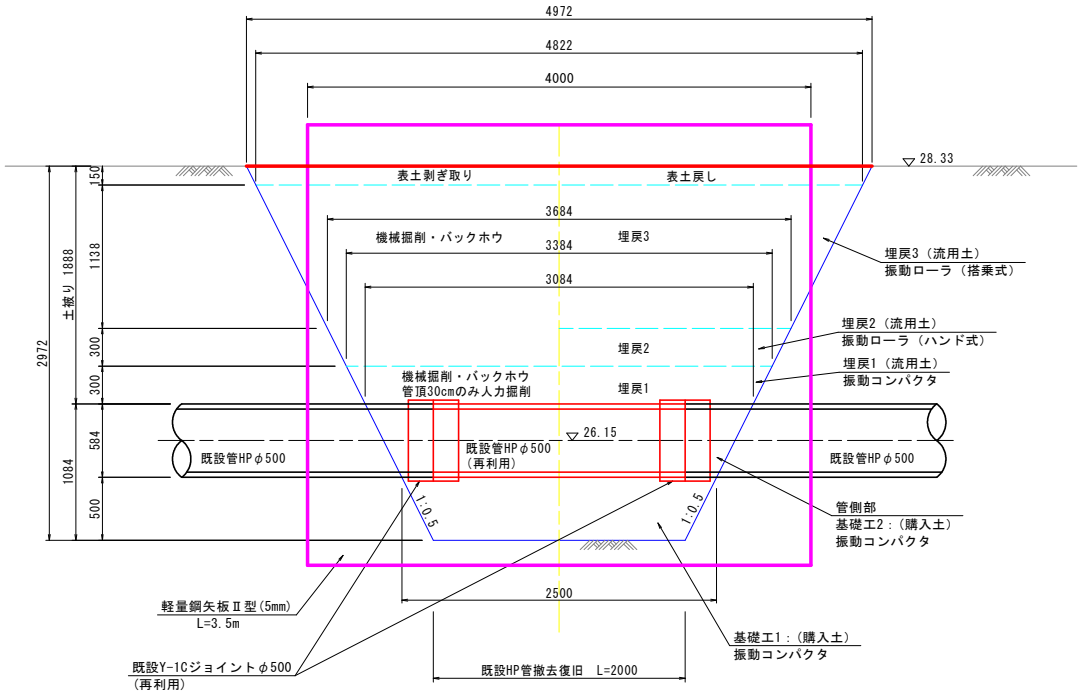 4972
4822
4000
28.33
表土剥ぎ取り
表土戻し
150
3684
機械掘削・バックホウ
埋戻3
3384
埋戻3（流用土）
振動ローラ（搭乗式）
1138
土被り 1888
3084
2972
埋戻2（流用土）
振動ローラ（ハンド式）
300
埋戻2
埋戻1（流用土）
振動コンパクタ
機械掘削・バックホウ
管頂30cmのみ人力掘削
埋戻1
300
26.15
584
既設管HPφ500
既設管HPφ500
(再利用)
既設管HPφ500
1084
500
1:0.5
1:0.5
管側部
基礎工2：(購入土)
振動コンパクタ
2500
軽量鋼矢板Ⅱ型(5mm)
L=3.5m
基礎工1：(購入土)
振動コンパクタ
既設Y-1Cジョイントφ500
(再利用)
既設HP管撤去復旧 L=2000